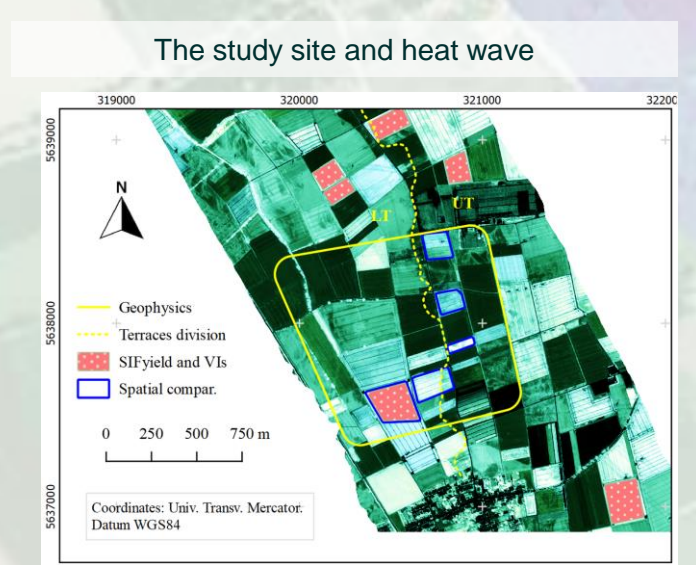 The study site and heat wave
319000 320000 321000 32200
5639000
N
LT UT
5638000
Geophysics
Terraces division
SIFyield and VIs
Spatial compar.
0 250 500 750 m
5637000
Coordinates: Univ. Transv. Mercator.
Datum WGS84